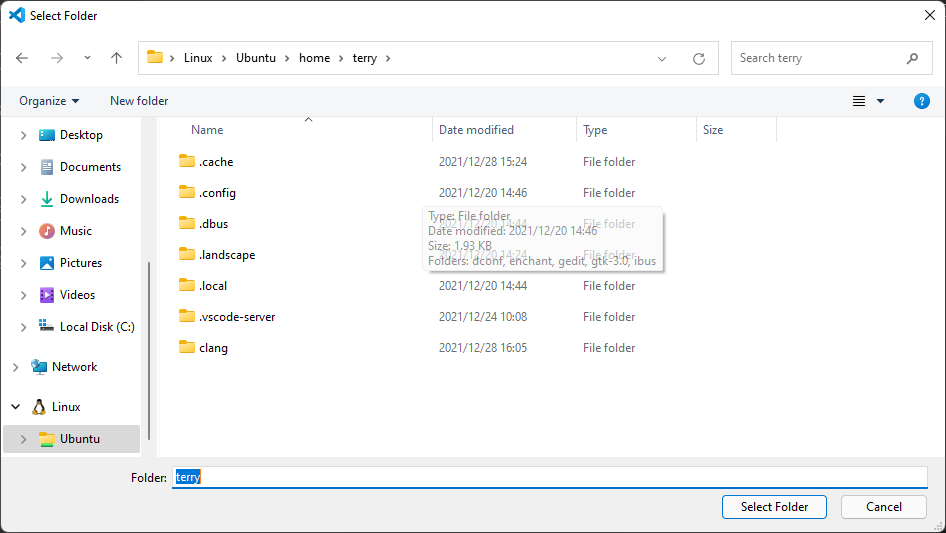 Select Folder
Linux Ubuntu home terry
Search terry
Organize New folder
Name Date modified Type Size
Desktop
Documents
Downloads
Music
Pictures
Videos
Local Disk (C:)
Network
Linux
Ubuntu
.cache 2021/12/28 15:24 File folder
.config 2021/12/20 14:46 File folder
.dbus 2021/12/20 14:44 File folder
.landscape 2021/12/20 14:24 File folder
.local 2021/12/20 14:44 File folder
.vscode-server 2021/12/24 10:08 File folder
clang 2021/12/28 16:05 File folder
Type: File folder
Date modified: 2021/12/20 14:46
Size: 1.93 KB
Folders: dconf, enchant, gedit, gtk-3.0, ibus
Folder: terry
Select Folder Cancel